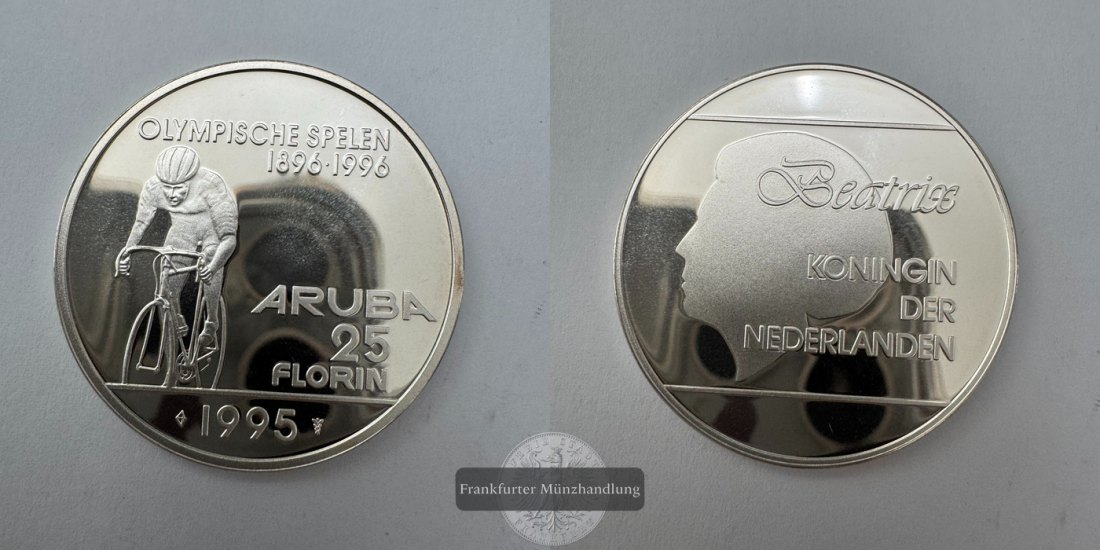 OLYMPISCHE SPELEN
1896·1996
ARUBA
25
FLORIN
1995
Beatrix
KONINGIN
DER
NEDERLANDEN
Frankfurter Münzhandlung